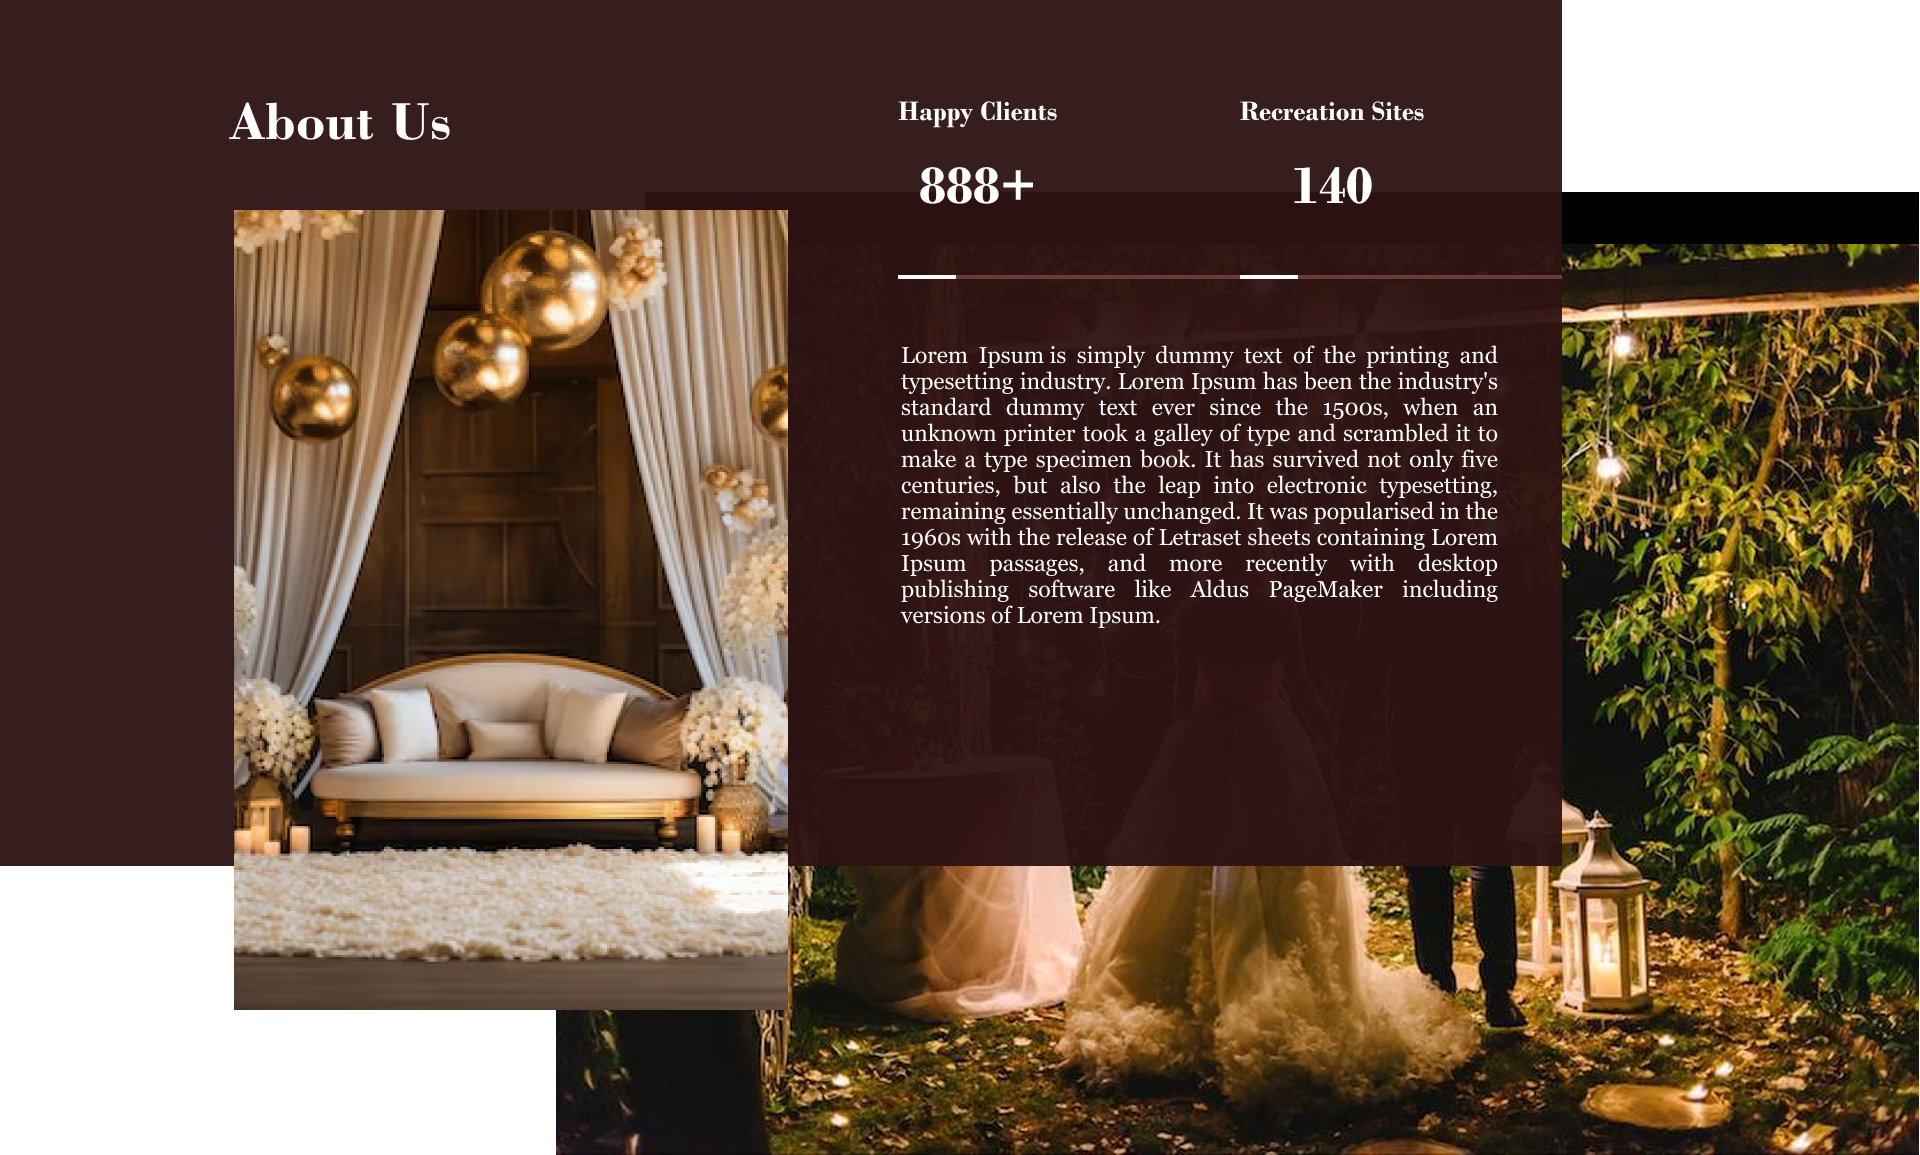 About Us
Happy Clients
888+
Recreation Sites
140
Lorem Ipsum is simply dummy text of the printing and
typesetting industry. Lorem Ipsum has been the industry's
standard dummy text ever since the 1500s, when an
unknown printer took a galley of type and scrambled it to
make a type specimen book. It has survived not only five
centuries, but also the leap into electronic typesetting,
remaining essentially unchanged. It was popularised in the
1960s with the release of Letraset sheets containing Lorem
Ipsum passages, and more recently with desktop
publishing software like Aldus PageMaker including
versions of Lorem Ipsum.